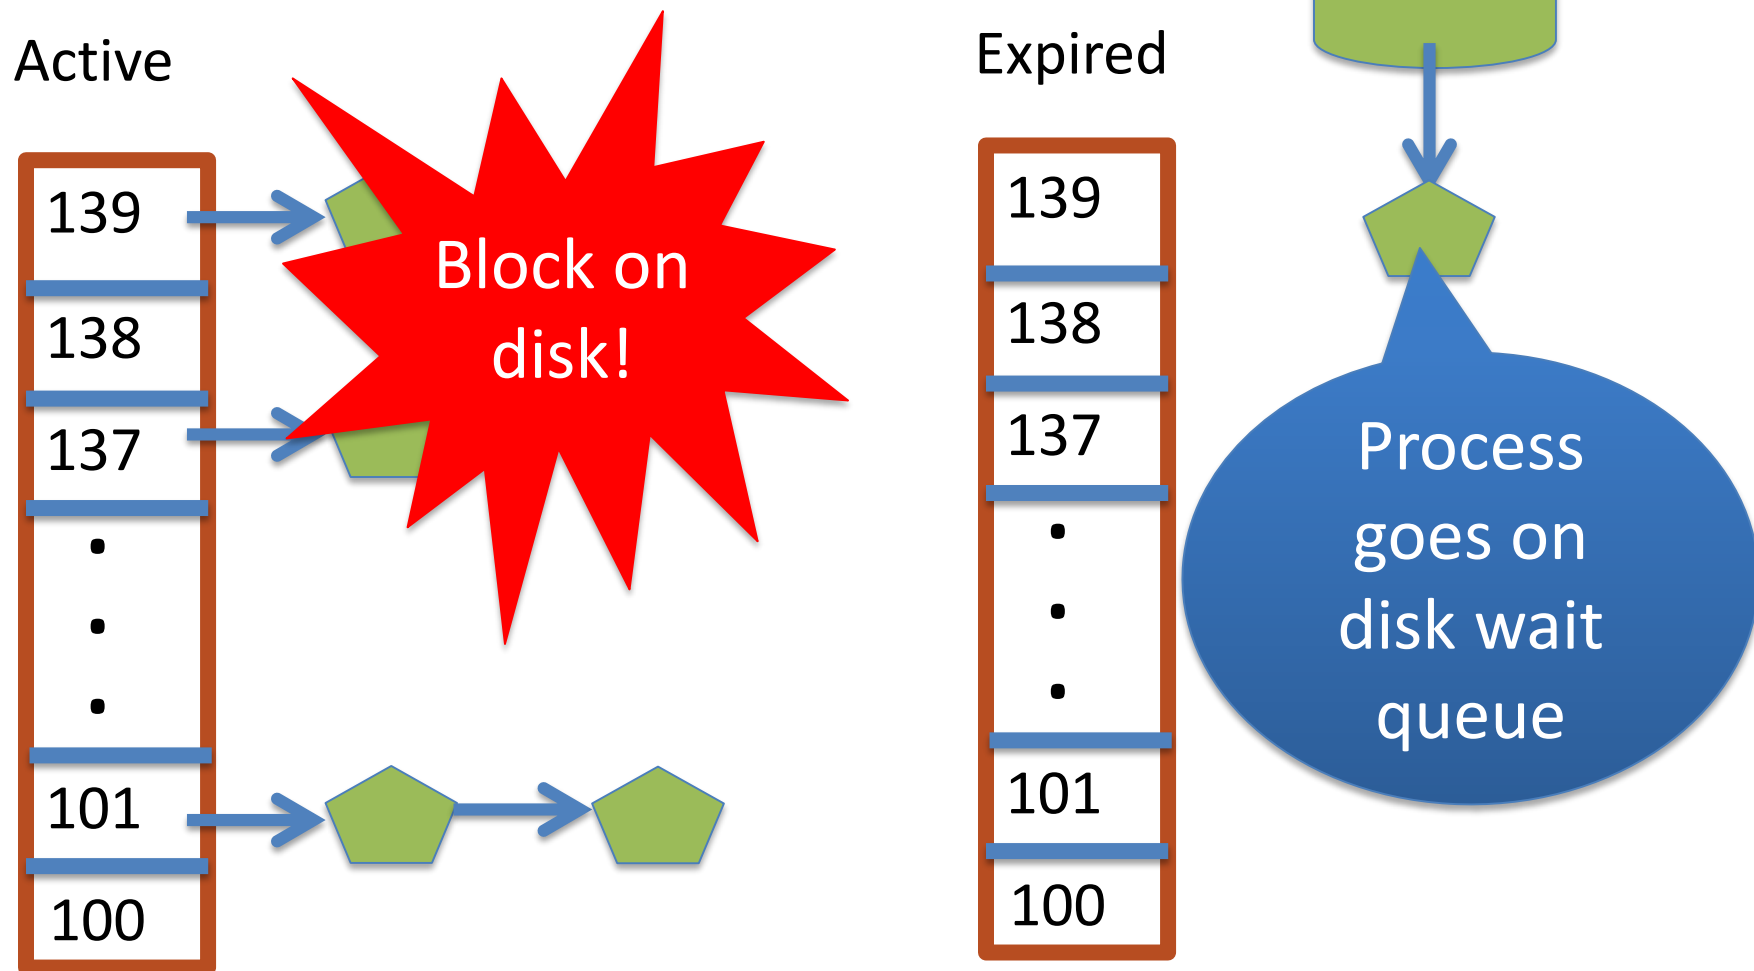 Active
139
138
137
.
.
.
101
100
Block on
disk!
Expired
139
138
137
.
.
.
101
100
Process
goes on
disk wait
queue